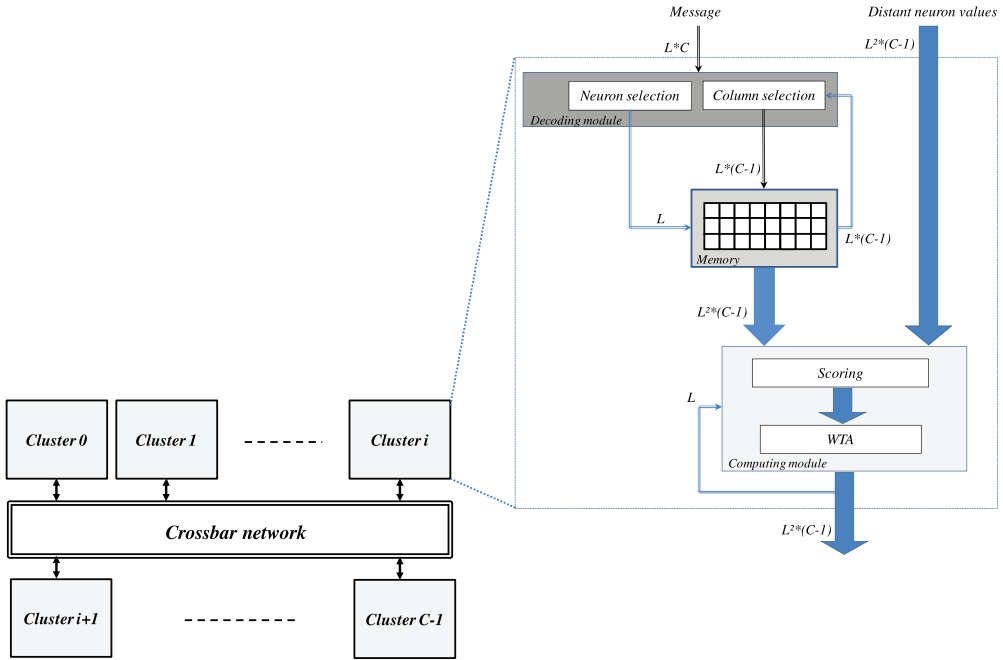 Message
Distant neuron values
L*C
L²*(C-1)
Neuron selection
Column selection
Decoding module
L*(C-1)
L
L*(C-1)
Memory
L²*(C-1)
Scoring
L
WTA
Computing module
L²*(C-1)
Cluster 0
Cluster 1
Cluster i
Crossbar network
Cluster i+1
Cluster C-1